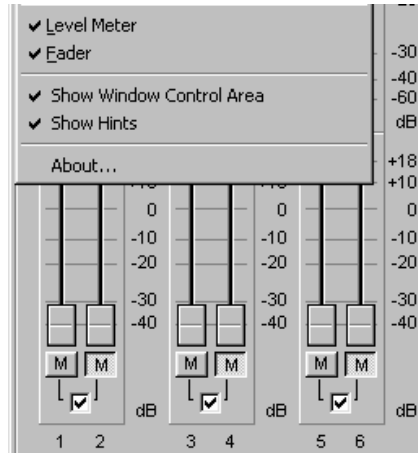 Level Meter
Fader
Show Window Control Area
Show Hints
About...
-30
-40
-60
dB
+18
+10
0 0 0
-10 -10 -10
-20 -20 -20
-30 -30 -30
-40 -40 -40
M M M M M M
dB dB dB
1 2 3 4 5 6